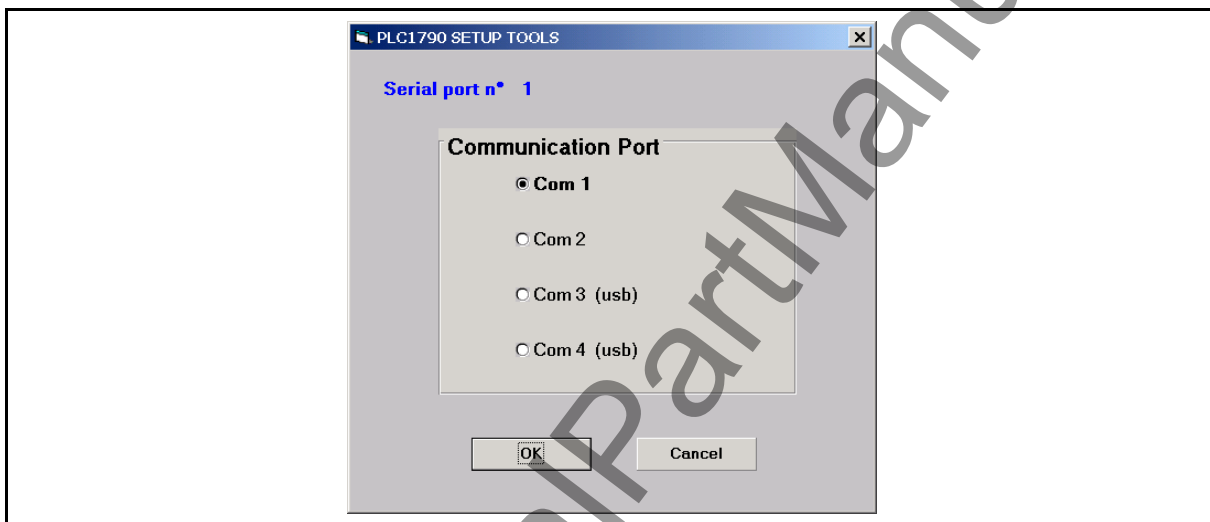 PLC1790 SETUP TOOLS
Serial port n° 1
Communication Port
Com 1
Com 2
Com 3 (usb)
Com 4 (usb)
OK
Cancel